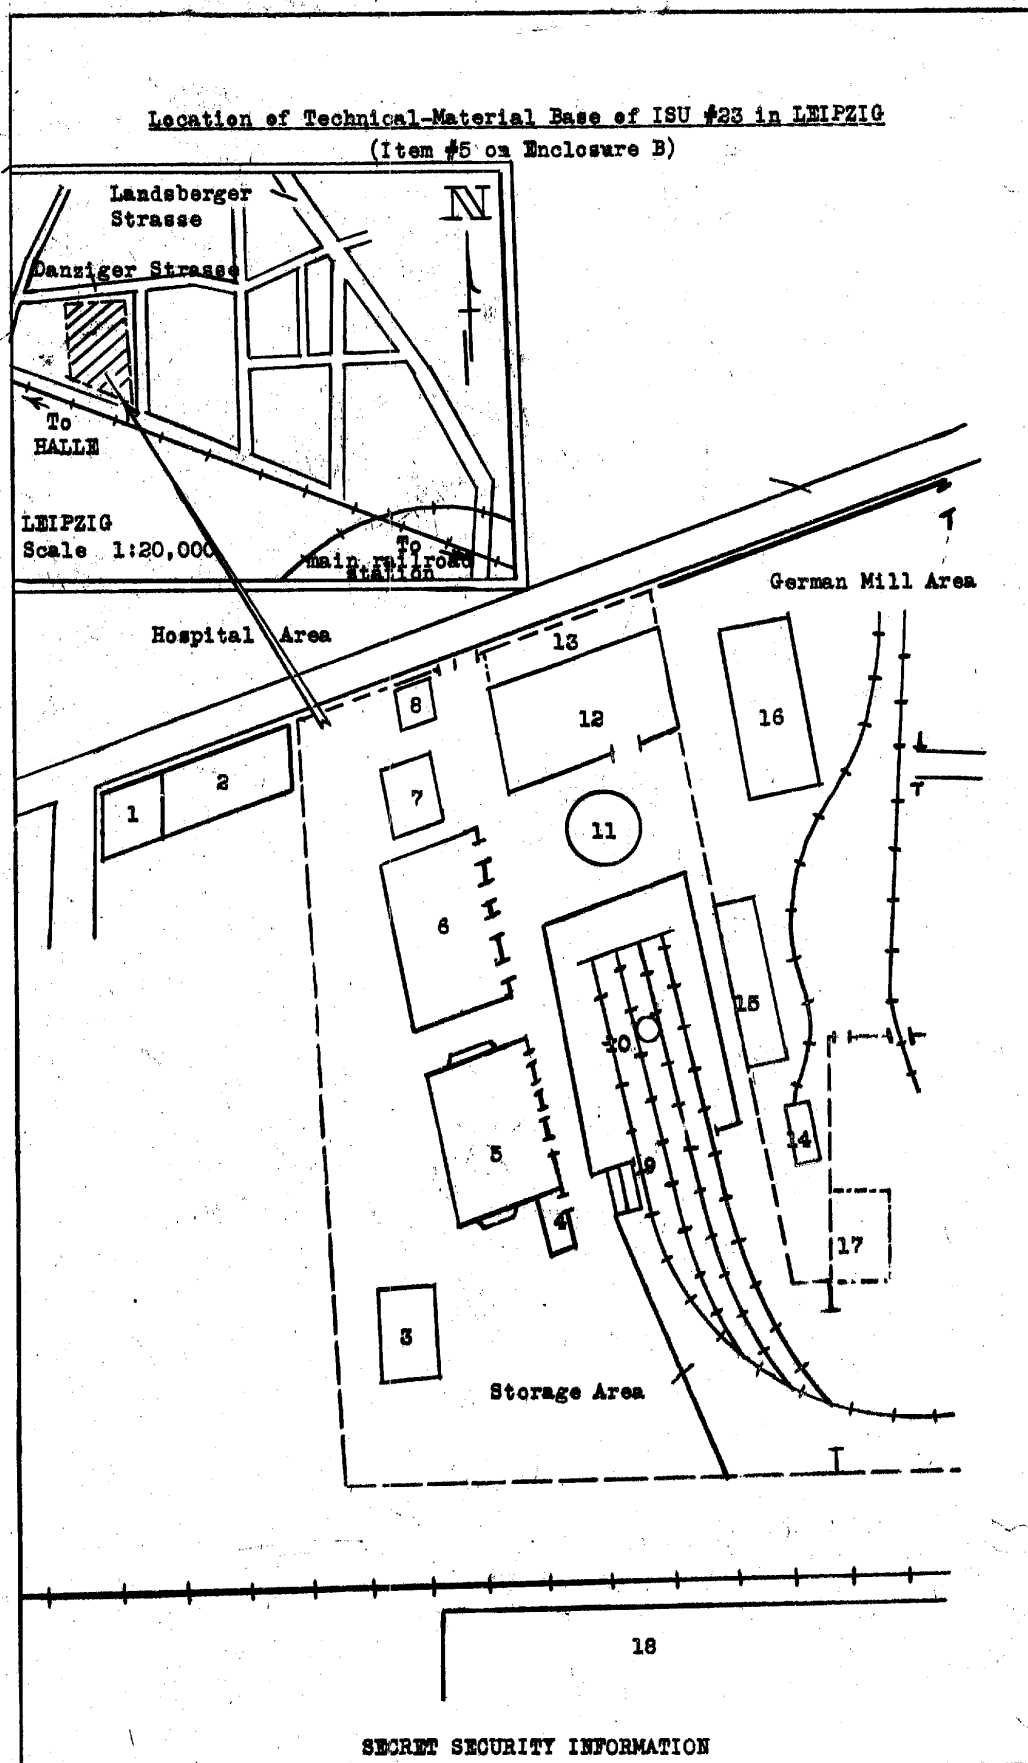 Location of Technical-Material Base of ISU #23 in LEIPZIG
(Item #5 on Enclosure B)
Landsberger
Strasse
N
Danziger Strasse
To
HALLE
LEIPZIG
Scale 1:20,000
To
main railroad
station
German Mill Area
Hospital Area
13
8
12
16
2
7
1
11
6
15
10
14
5
9
4
17
3
Storage Area
18
SECRET SECURITY INFORMATION